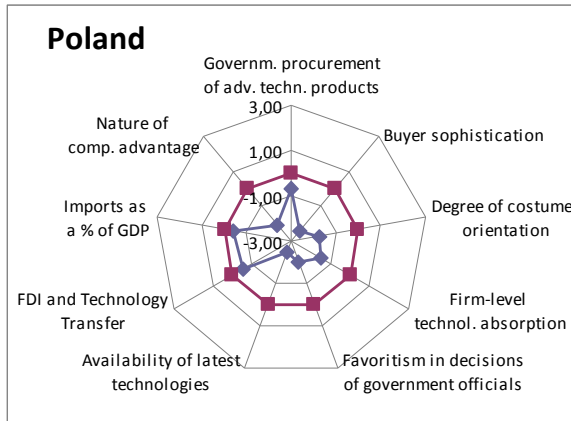 Poland
Governm. procurement
of adv. techn. products
3,00
1,00
-1,00
-3,00
Nature of
comp. advantage
Buyer sophistication
Imports as
a % of GDP
Degree of costume
orientation
FDI and Technology
Transfer
Firm-level
technol. absorption
Availability of latest
technologies
Favoritism in decisions
of government officials